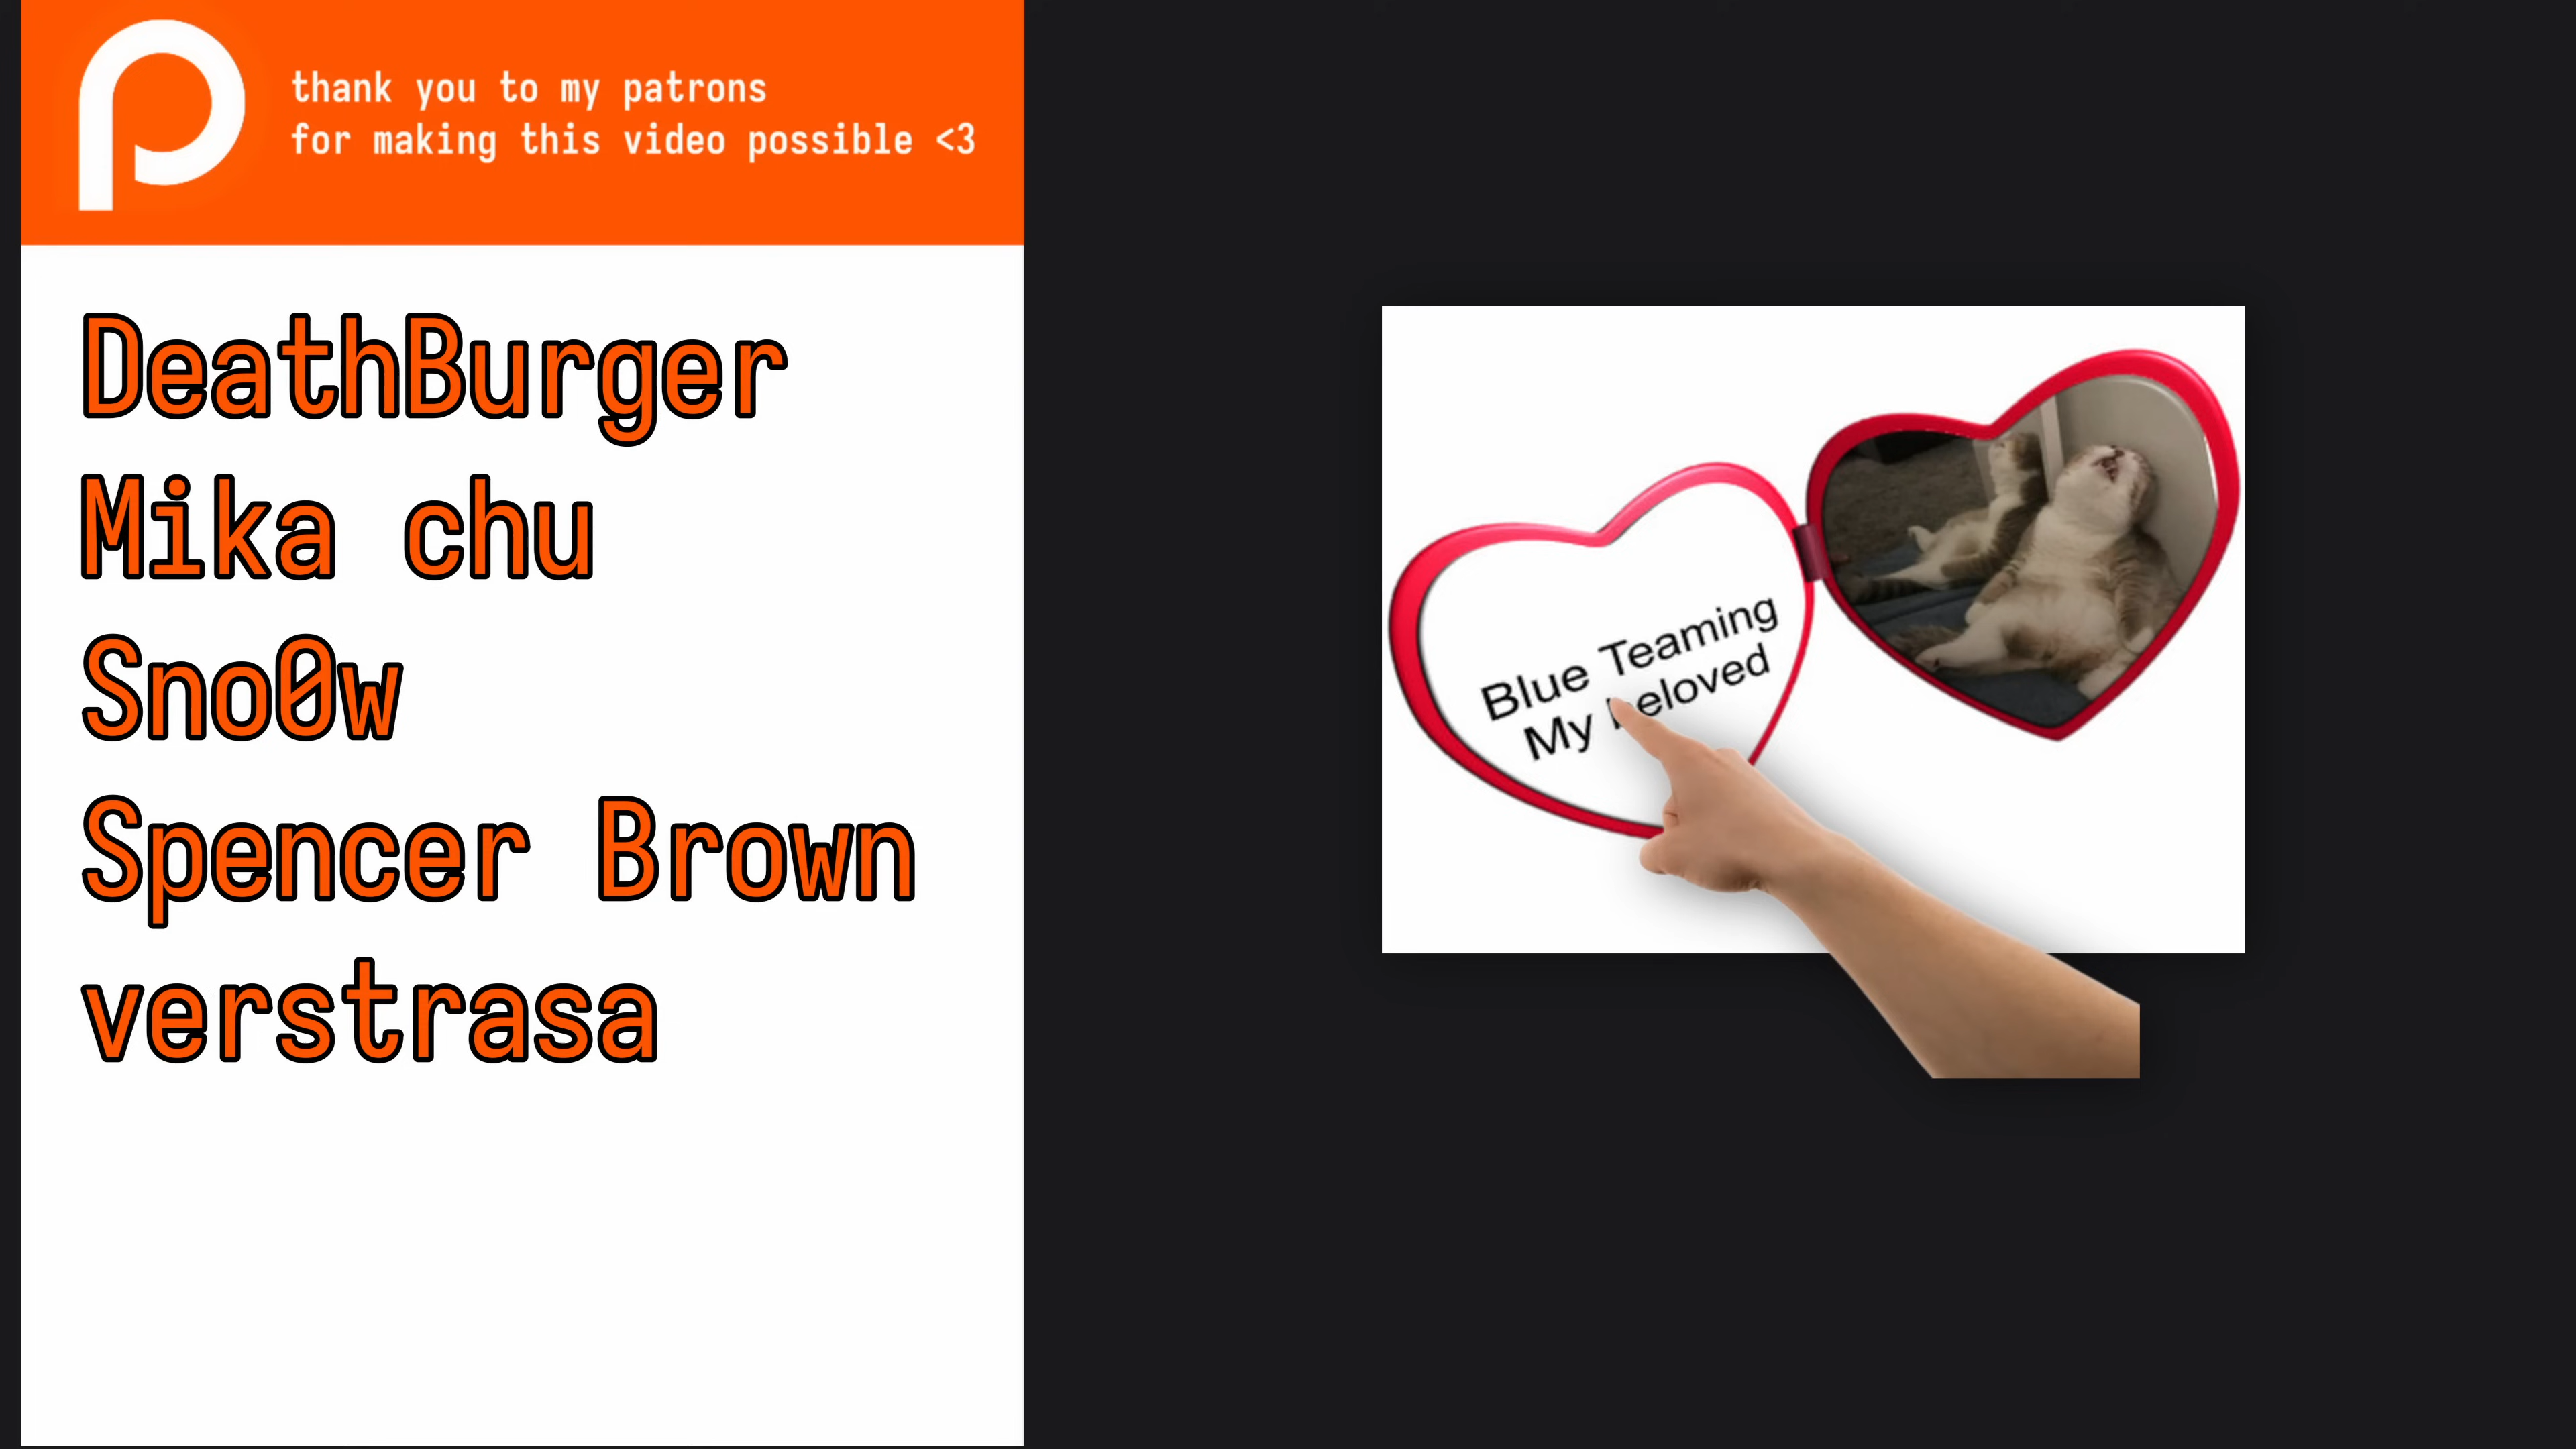 thank you to my patrons
for making this video possible <3
DeathBurger
Mika chu
Sno0w
Spencer Brown
verstrasa
Blue Teaming
My beloved